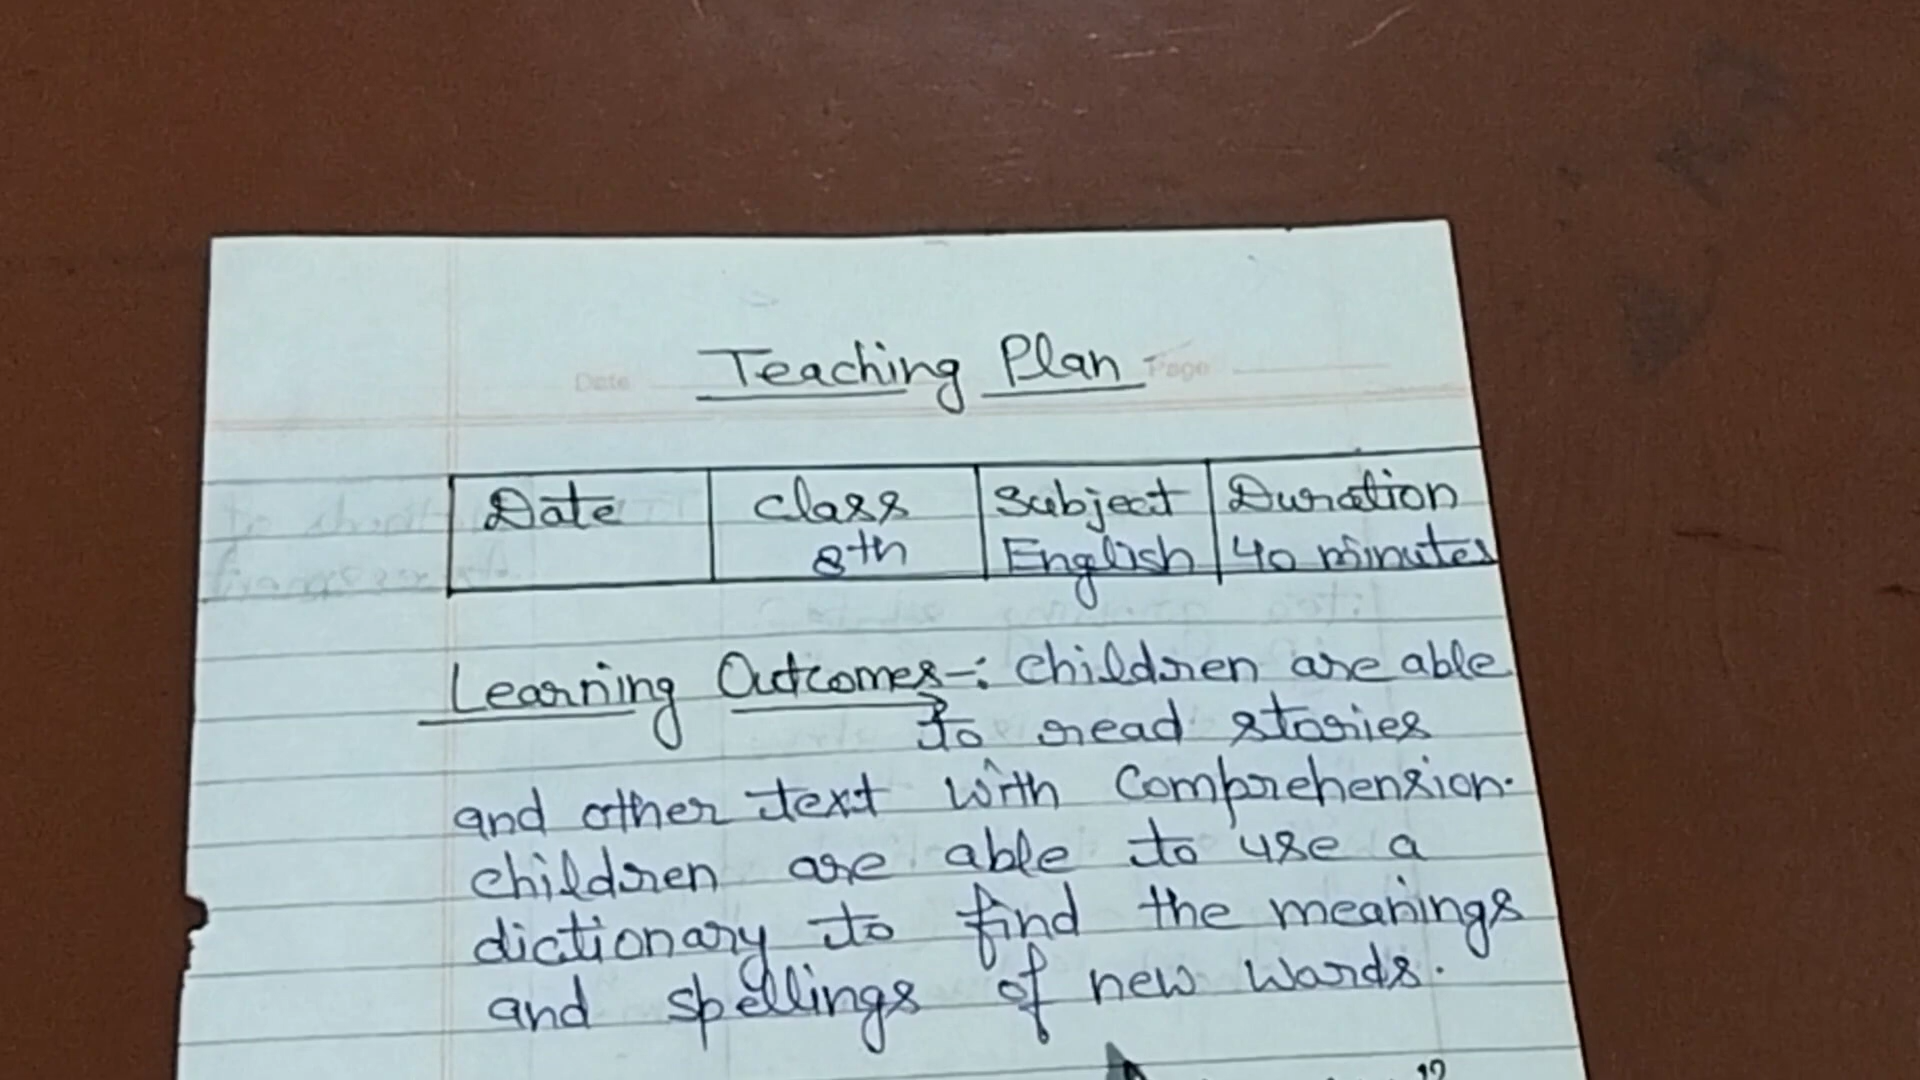 Teaching Plan
Date Page
Date class Subject Duration
8th English 40 minutes
Learning Outcomes-: children are able
to read stories
and other text with Comprehension.
children are able to use a
dictionary to find the meanings
and spellings of new words.